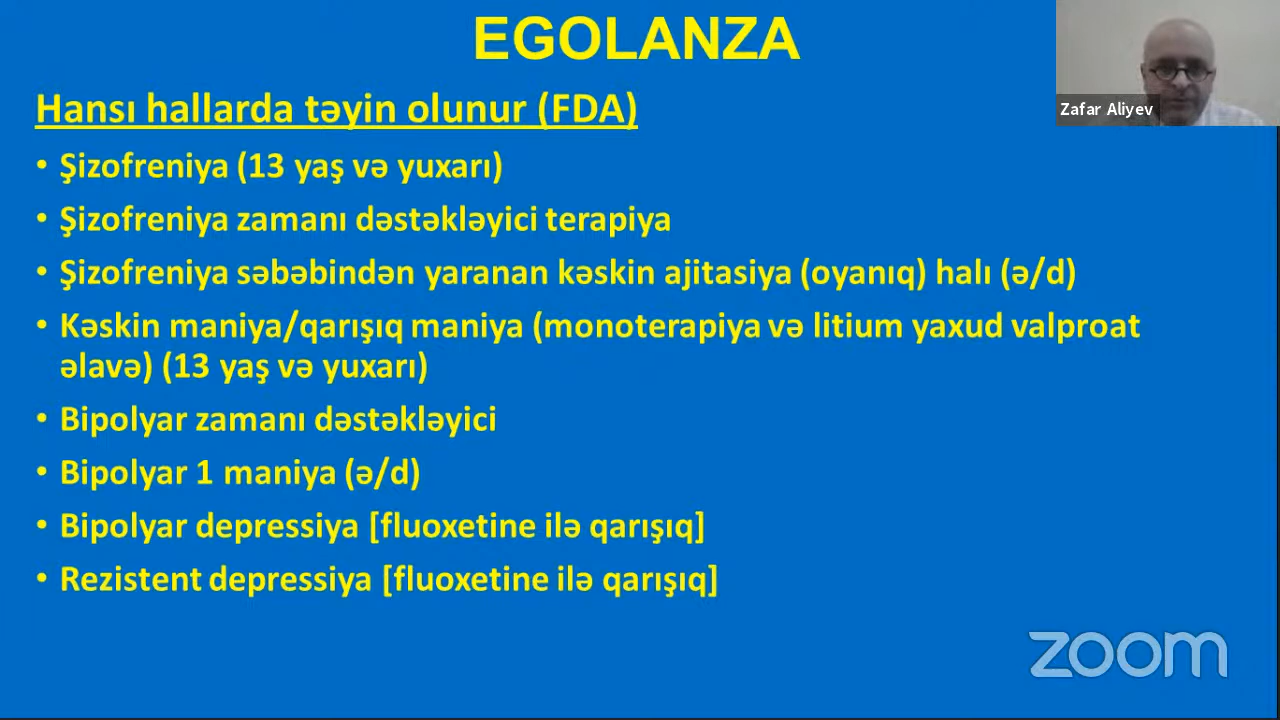 EGOLANZA
Zafar Aliyev
Hansı hallarda təyin olunur (FDA)
• Şizofreniya (13 yaş və yuxarı)
• Şizofreniya zamanı dəstəkləyici terapiya
• Şizofreniya səbəbindən yaranan kəskin ajitasiya (oyanıq) halı (ə/d)
• Kəskin maniya/qarışıq maniya (monoterapiya və litium yaxud valproat
əlavə) (13 yaş və yuxarı)
• Bipolyar zamanı dəstəkləyici
• Bipolyar 1 maniya (ə/d)
• Bipolyar depressiya [fluoxetine ilə qarışıq]
• Rezistent depressiya [fluoxetine ilə qarışıq]
zoom